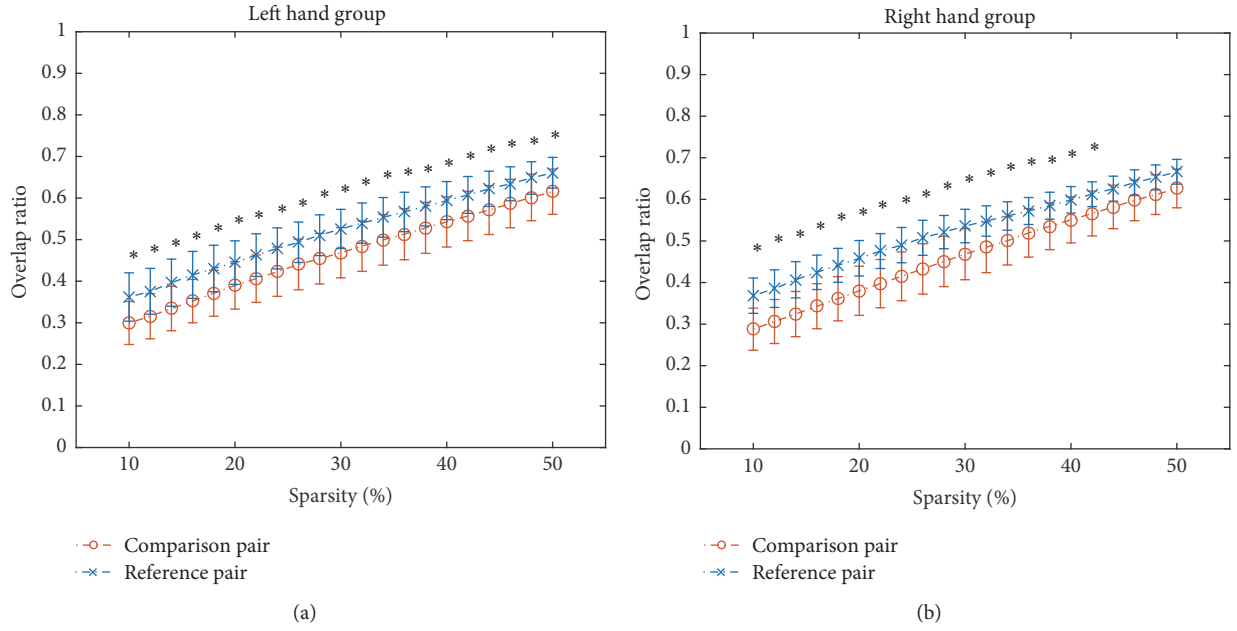 Left hand group
1
0.9
0.8
0.7
0.6
0.5
0.4
0.3
0.2
0.1
0
Overlap ratio
* * * * * * * * * * * * * * * * * * * * *
10 20 30 40 50
Sparsity (%)
Comparison pair
Reference pair
(a)
Right hand group
1
0.9
0.8
0.7
0.6
0.5
0.4
0.3
0.2
0.1
0
Overlap ratio
* * * * * * * * * * * * * * * * *
10 20 30 40 50
Sparsity (%)
Comparison pair
Reference pair
(b)